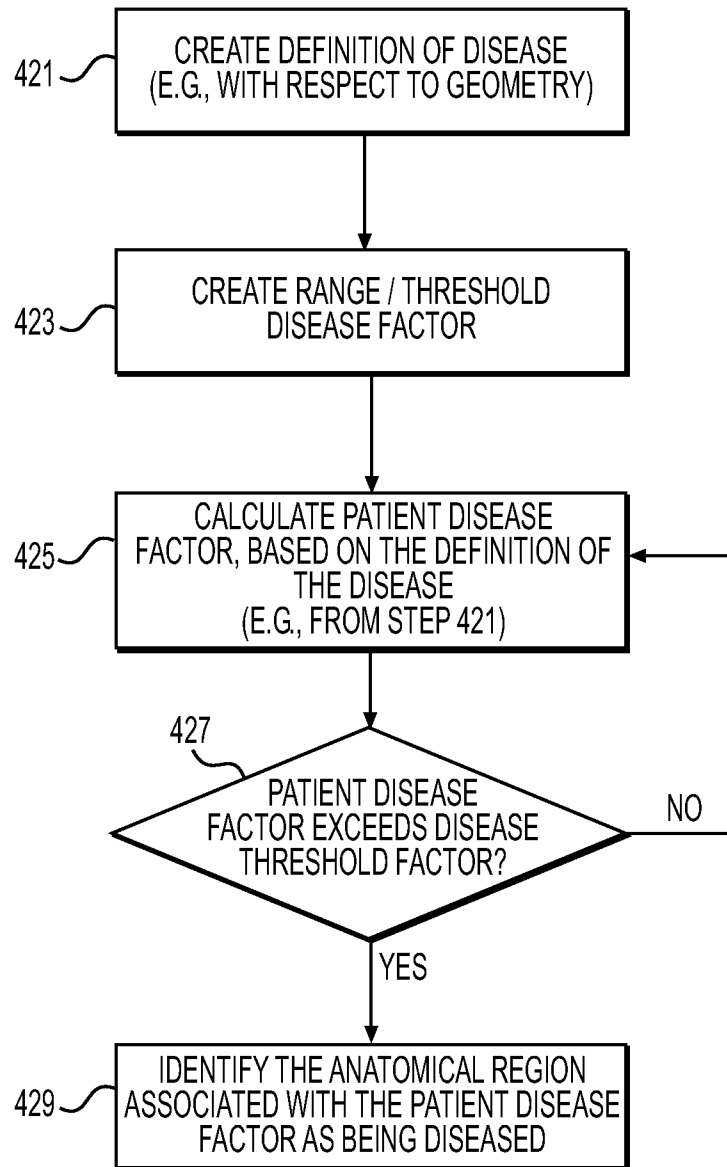 421
CREATE DEFINITION OF DISEASE
(E.G., WITH RESPECT TO GEOMETRY)
423
CREATE RANGE / THRESHOLD
DISEASE FACTOR
425
CALCULATE PATIENT DISEASE
FACTOR, BASED ON THE DEFINITION OF
THE DISEASE
(E.G., FROM STEP 421)
427
PATIENT DISEASE
FACTOR EXCEEDS DISEASE
THRESHOLD FACTOR?
NO
YES
429
IDENTIFY THE ANATOMICAL REGION
ASSOCIATED WITH THE PATIENT DISEASE
FACTOR AS BEING DISEASED